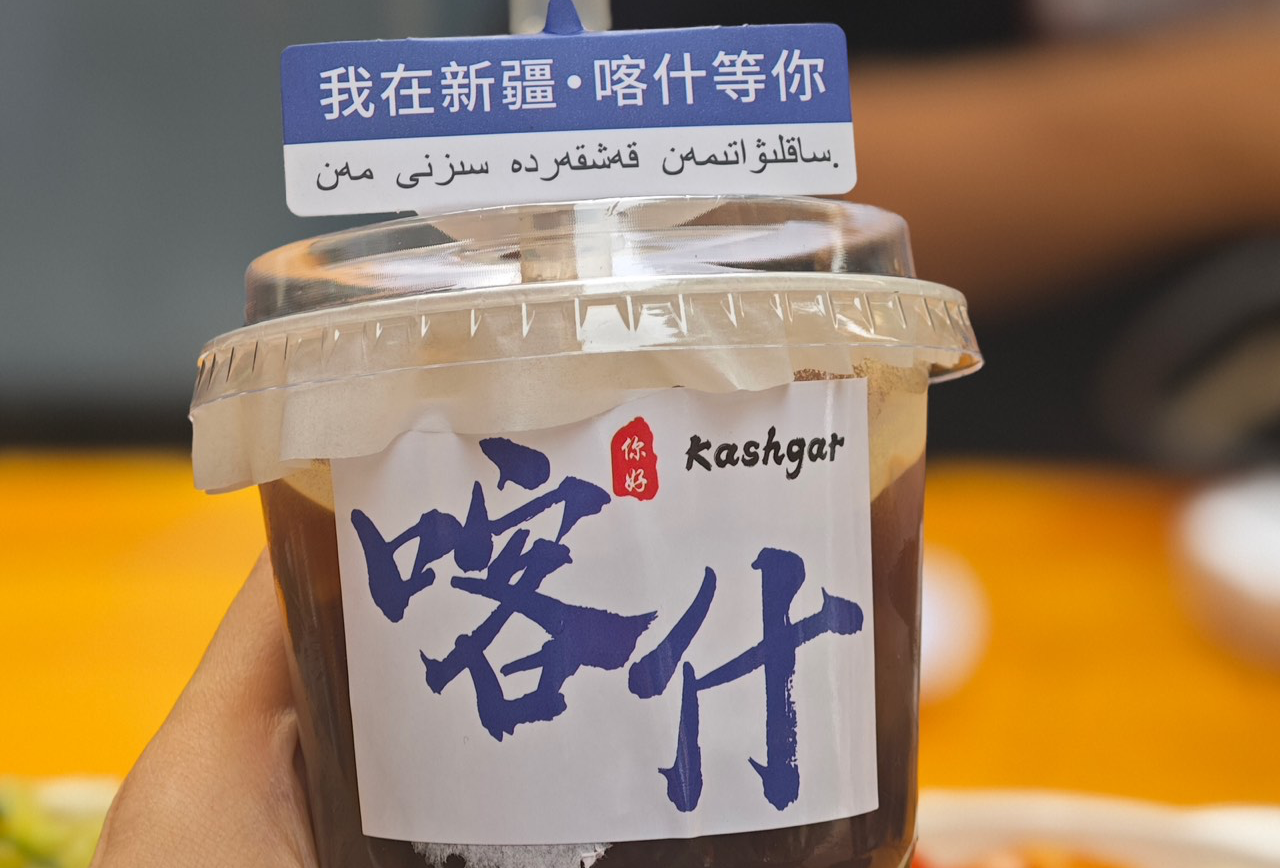 我在新疆·喀什等你
.ساقلىۋاتىمەن قەشقەردە سىزنى مەن
你好
kashgar
喀什